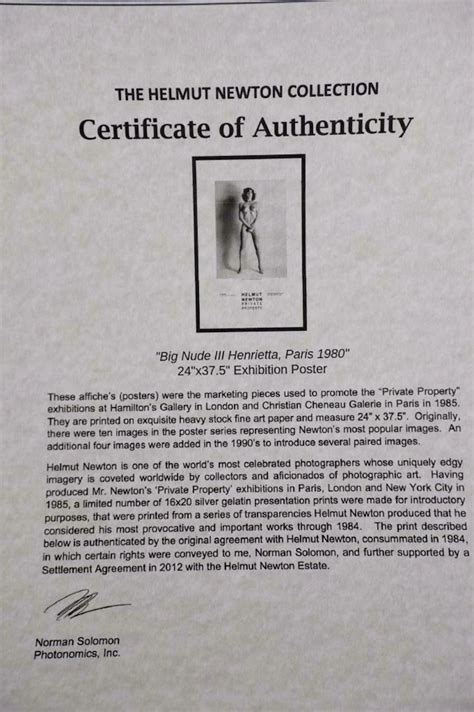 THE HELMUT NEWTON COLLECTION
Certificate of Authenticity
HELMUT
NEWTON
PRIVATE
PROPERTY
"Big Nude III Henrietta, Paris 1980"
24"x37.5" Exhibition Poster
These affiche's (posters) were the marketing pieces used to promote the "Private Property"
exhibitions at Hamilton's Gallery in London and Christian Cheneau Galerie in Paris in 1985.
They are printed on exquisite heavy stock fine art paper and measure 24" x 37.5". Originally,
there were ten images in the poster series representing Newton's most popular images. An
additional four images were added in the 1990's to introduce several paired images.
Helmut Newton is one of the world's most celebrated photographers whose uniquely edgy
imagery is coveted worldwide by collectors and aficionados of photographic art. Having
produced Mr. Newton's 'Private Property' exhibitions in Paris, London and New York City in
1985, a limited number of 16x20 silver gelatin presentation prints were made for introductory
purposes, that were printed from a series of transparencies Helmut Newton produced that he
considered his most provocative and important works through 1984. The print described
below is authenticated by the original agreement with Helmut Newton, consummated in 1984,
in which certain rights were conveyed to me, Norman Solomon, and further supported by a
Settlement Agreement in 2012 with the Helmut Newton Estate.
Norman Solomon
Photonomics, Inc.